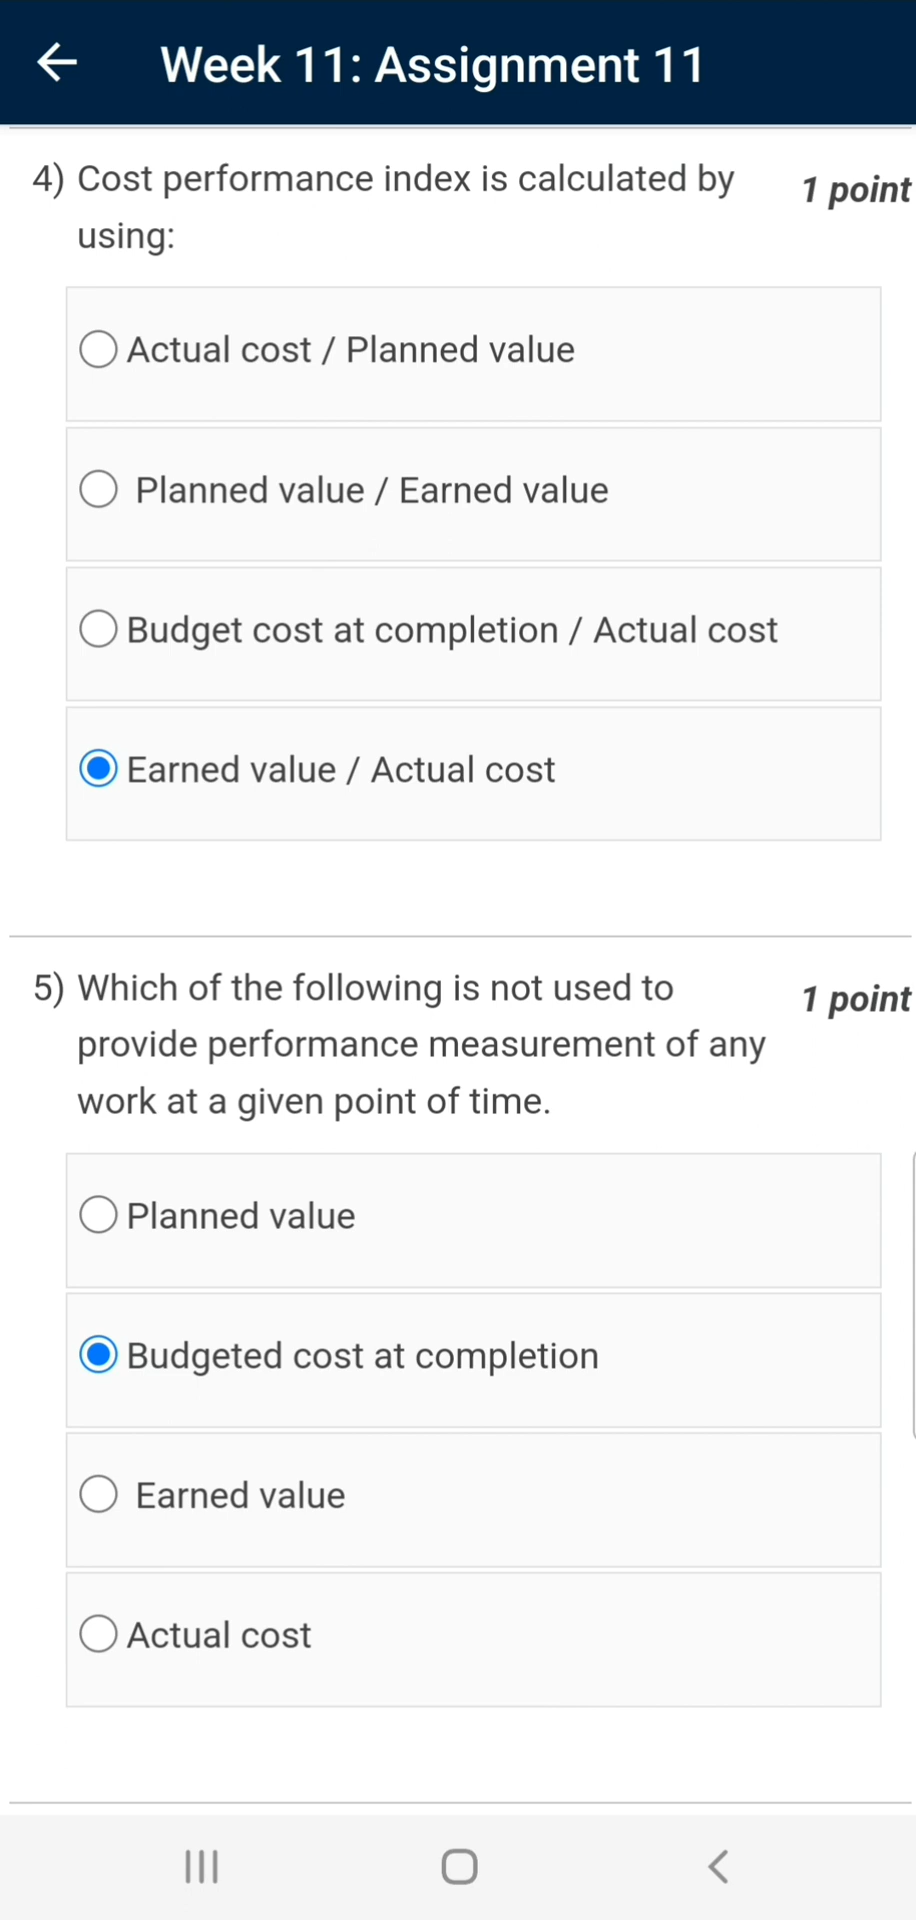 Week 11: Assignment 11
4) Cost performance index is calculated by
using:
1 point
Actual cost / Planned value
Planned value / Earned value
Budget cost at completion / Actual cost
Earned value / Actual cost
5) Which of the following is not used to
provide performance measurement of any
work at a given point of time.
1 point
Planned value
Budgeted cost at completion
Earned value
Actual cost